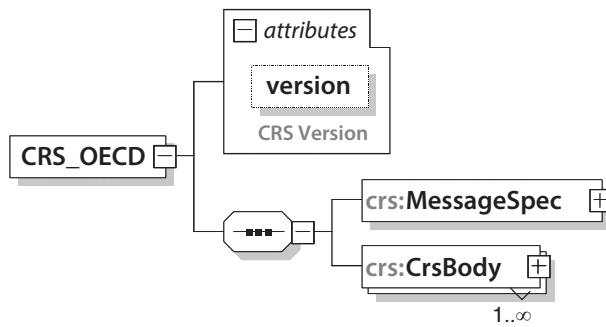 attributes
version
CRS Version
CRS_OECD
crs:MessageSpec
crs:CrsBody
1..∞